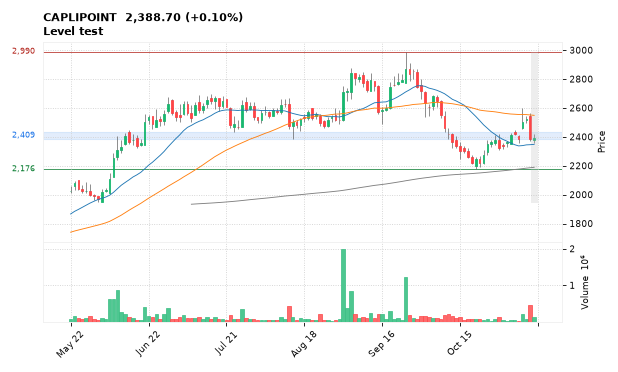 CAPLIPOINT 2,388.70 (+0.10%)
Level test
2,990
2,409
2,176
3000
2800
2600
2400
2200
2000
1800
Price
2
1
Volume 10⁶
May 22
Jun 22
Jul 21
Aug 18
Sep 16
Oct 15